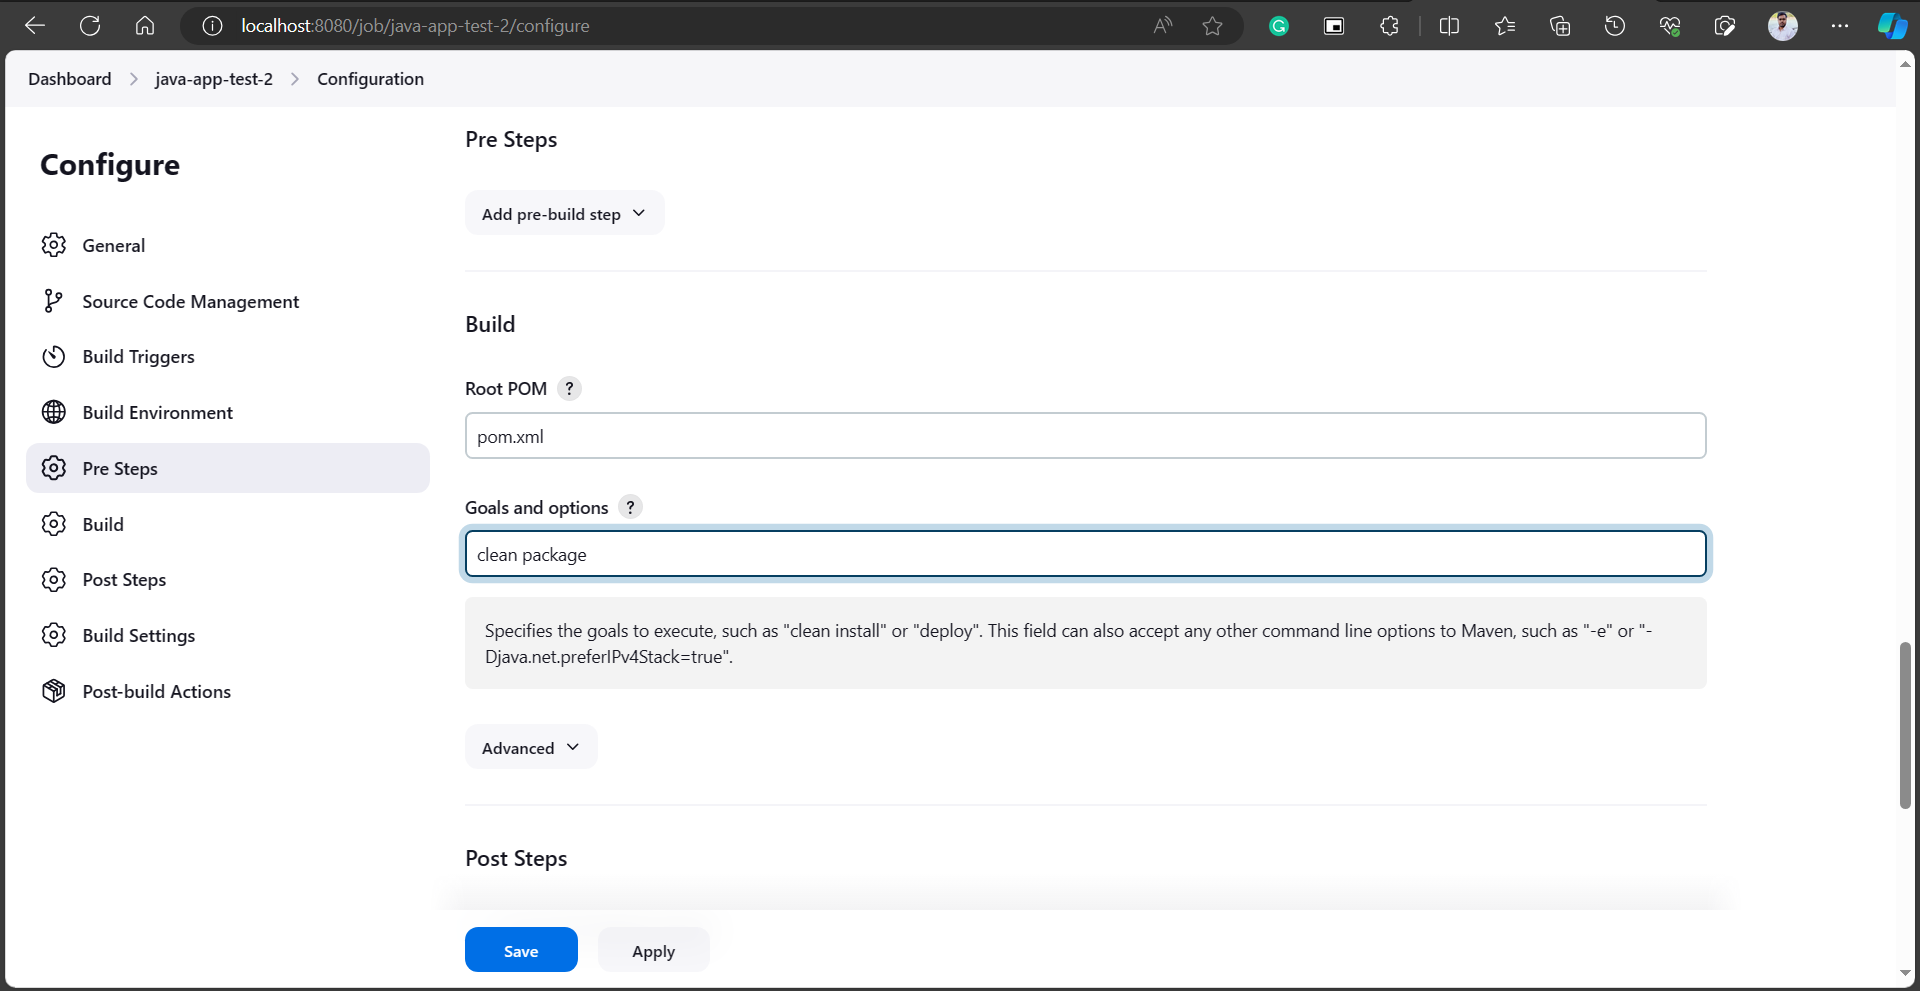 localhost:8080/job/java-app-test-2/configure
Dashboard > java-app-test-2 > Configuration
Configure
General
Source Code Management
Build Triggers
Build Environment
Pre Steps
Build
Post Steps
Build Settings
Post-build Actions
Pre Steps
Add pre-build step
Build
Root POM ?
pom.xml
Goals and options ?
clean package
Specifies the goals to execute, such as "clean install" or "deploy". This field can also accept any other command line options to Maven, such as "-e" or "-
Djava.net.preferIPv4Stack=true".
Advanced
Post Steps
Save Apply